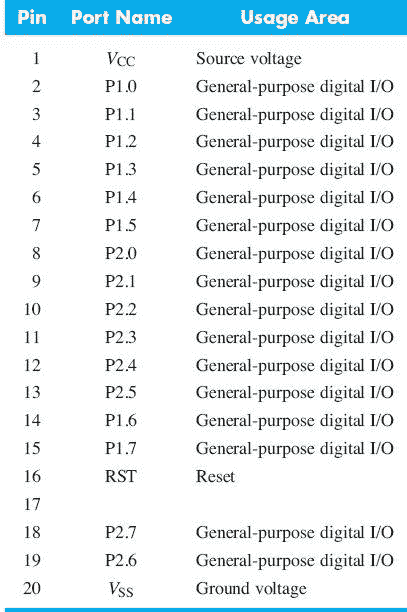 Pin Port Name Usage Area
1 VCC Source voltage
2 P1.0 General-purpose digital I/O
3 P1.1 General-purpose digital I/O
4 P1.2 General-purpose digital I/O
5 P1.3 General-purpose digital I/O
6 P1.4 General-purpose digital I/O
7 P1.5 General-purpose digital I/O
8 P2.0 General-purpose digital I/O
9 P2.1 General-purpose digital I/O
10 P2.2 General-purpose digital I/O
11 P2.3 General-purpose digital I/O
12 P2.4 General-purpose digital I/O
13 P2.5 General-purpose digital I/O
14 P1.6 General-purpose digital I/O
15 P1.7 General-purpose digital I/O
16 RST Reset
17
18 P2.7 General-purpose digital I/O
19 P2.6 General-purpose digital I/O
20 VSS Ground voltage